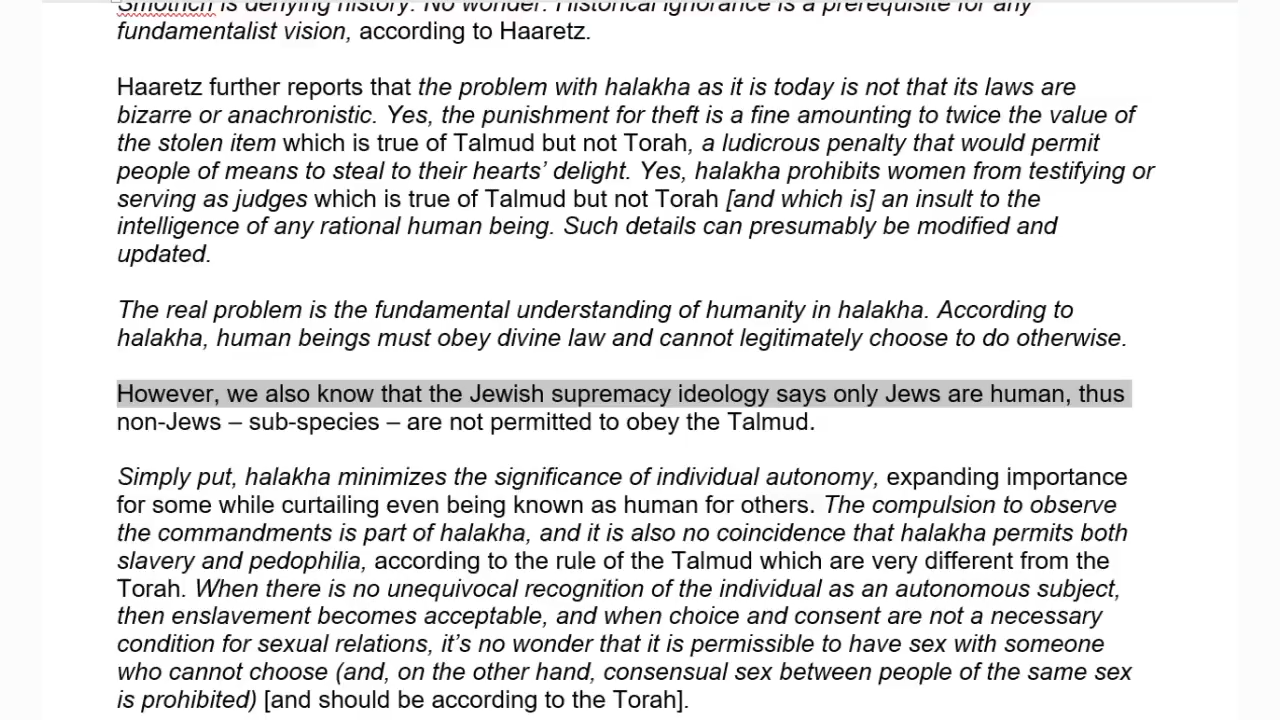 Smotrich is denying history. No wonder. Historical ignorance is a prerequisite for any
fundamentalist vision, according to Haaretz.
Haaretz further reports that the problem with halakha as it is today is not that its laws are
bizarre or anachronistic. Yes, the punishment for theft is a fine amounting to twice the value of
the stolen item which is true of Talmud but not Torah, a ludicrous penalty that would permit
people of means to steal to their hearts’ delight. Yes, halakha prohibits women from testifying or
serving as judges which is true of Talmud but not Torah [and which is] an insult to the
intelligence of any rational human being. Such details can presumably be modified and
updated.
The real problem is the fundamental understanding of humanity in halakha. According to
halakha, human beings must obey divine law and cannot legitimately choose to do otherwise.
However, we also know that the Jewish supremacy ideology says only Jews are human, thus
non-Jews – sub-species – are not permitted to obey the Talmud.
Simply put, halakha minimizes the significance of individual autonomy, expanding importance
for some while curtailing even being known as human for others. The compulsion to observe
the commandments is part of halakha, and it is also no coincidence that halakha permits both
slavery and pedophilia, according to the rule of the Talmud which are very different from the
Torah. When there is no unequivocal recognition of the individual as an autonomous subject,
then enslavement becomes acceptable, and when choice and consent are not a necessary
condition for sexual relations, it’s no wonder that it is permissible to have sex with someone
who cannot choose (and, on the other hand, consensual sex between people of the same sex
is prohibited) [and should be according to the Torah].